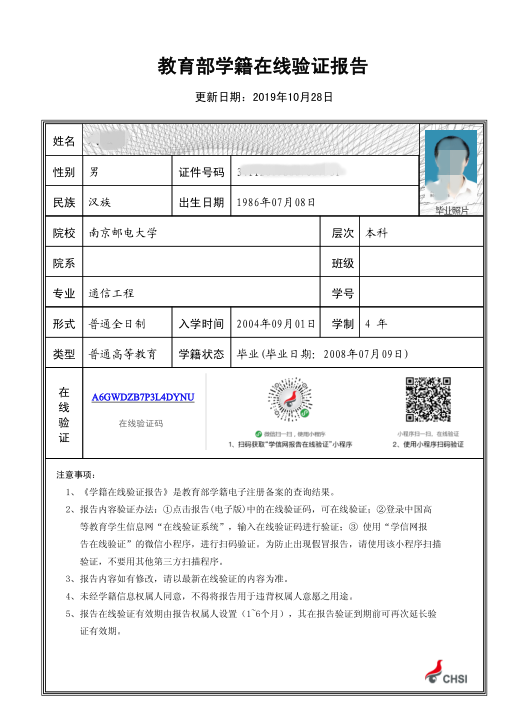 教育部学籍在线验证报告
更新日期：2019年10月28日
姓名
性别 男 证件号码
民族 汉族 出生日期 1986年07月08日
毕业照片
院校 南京邮电大学 层次 本科
院系 班级
专业 通信工程 学号
形式 普通全日制 入学时间 2004年09月01日 学制 4 年
类型 普通高等教育 学籍状态 毕业(毕业日期：2008年07月09日)
在线验证
A6GWDZB7P3L4DYNU
在线验证码
微信扫一扫，使用小程序
1、扫码获取“学信网报告在线验证”小程序
小程序扫一扫，在线验证
2、使用小程序扫码验证
注意事项：
1、《学籍在线验证报告》是教育部学籍电子注册备案的查询结果。
2、报告内容验证办法：①点击报告(电子版)中的在线验证码，可在线验证；②登录中国高
等教育学生信息网“在线验证系统”，输入在线验证码进行验证；③ 使用“学信网报
告在线验证”的微信小程序，进行扫码验证。为防止出现假冒报告，请使用该小程序扫描
验证，不要用其他第三方扫描程序。
3、报告内容如有修改，请以最新在线验证的内容为准。
4、未经学籍信息权属人同意，不得将报告用于违背权属人意愿之用途。
5、报告在线验证有效期由报告权属人设置（1~6个月），其在报告验证到期前可再次延长验
证有效期。
CHSI